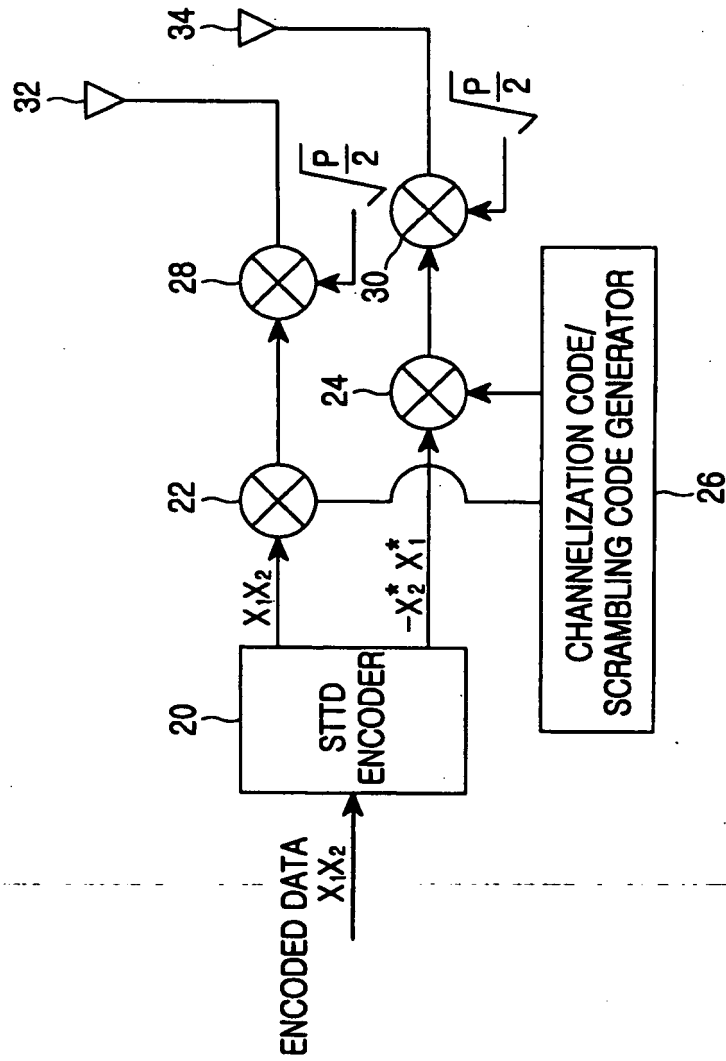 32
34
28
√P/2
30
√P/2
22
24
X₁X₂
-X₂* X₁*
20
STTD
ENCODER
ENCODED DATA
X₁X₂
CHANNELIZATION CODE/
SCRAMBLING CODE GENERATOR
26